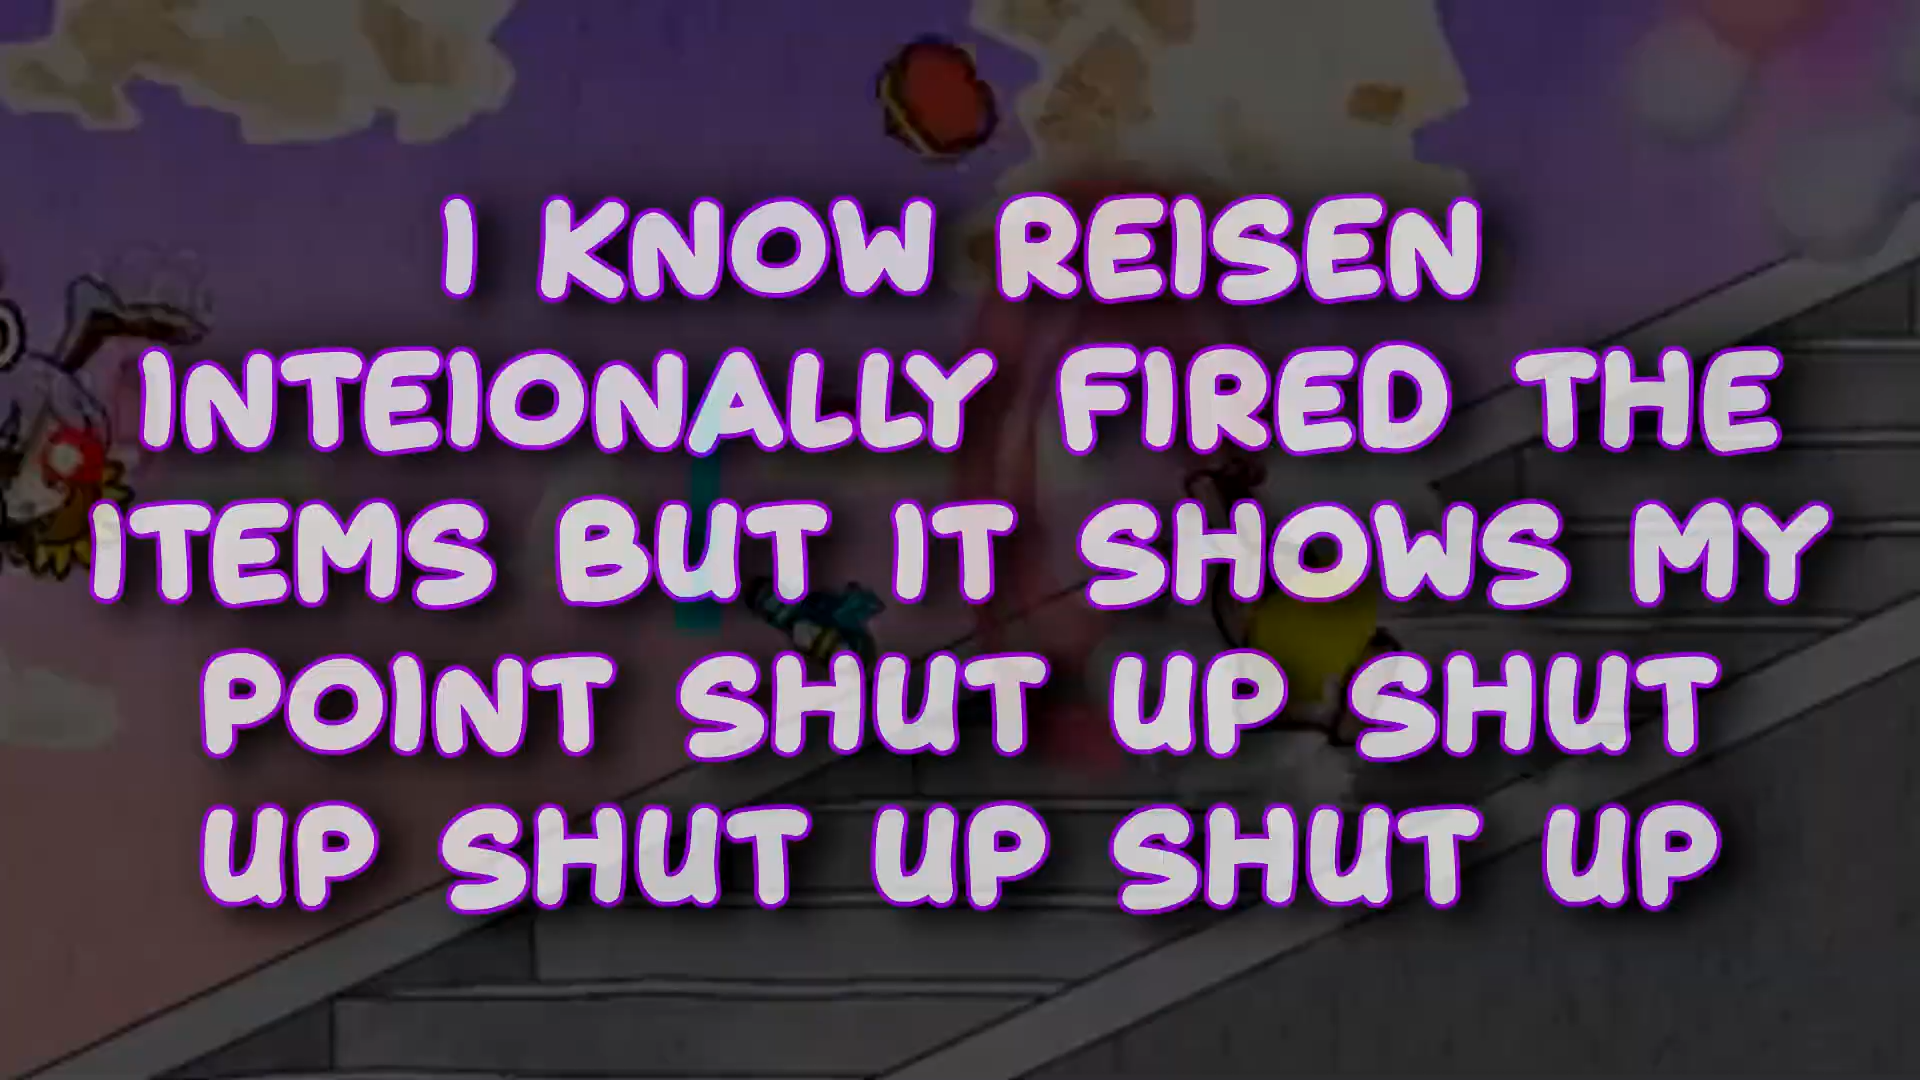 I KNOW REISEN
INTEIONALLY FIRED THE
ITEMS BUT IT SHOWS MY
POINT SHUT UP SHUT
UP SHUT UP SHUT UP